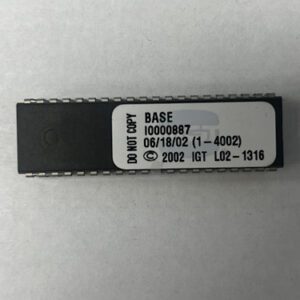 DO NOT COPY
BASE
I0000887
06/18/02 (1-4002)
© 2002 IGT L02-1316